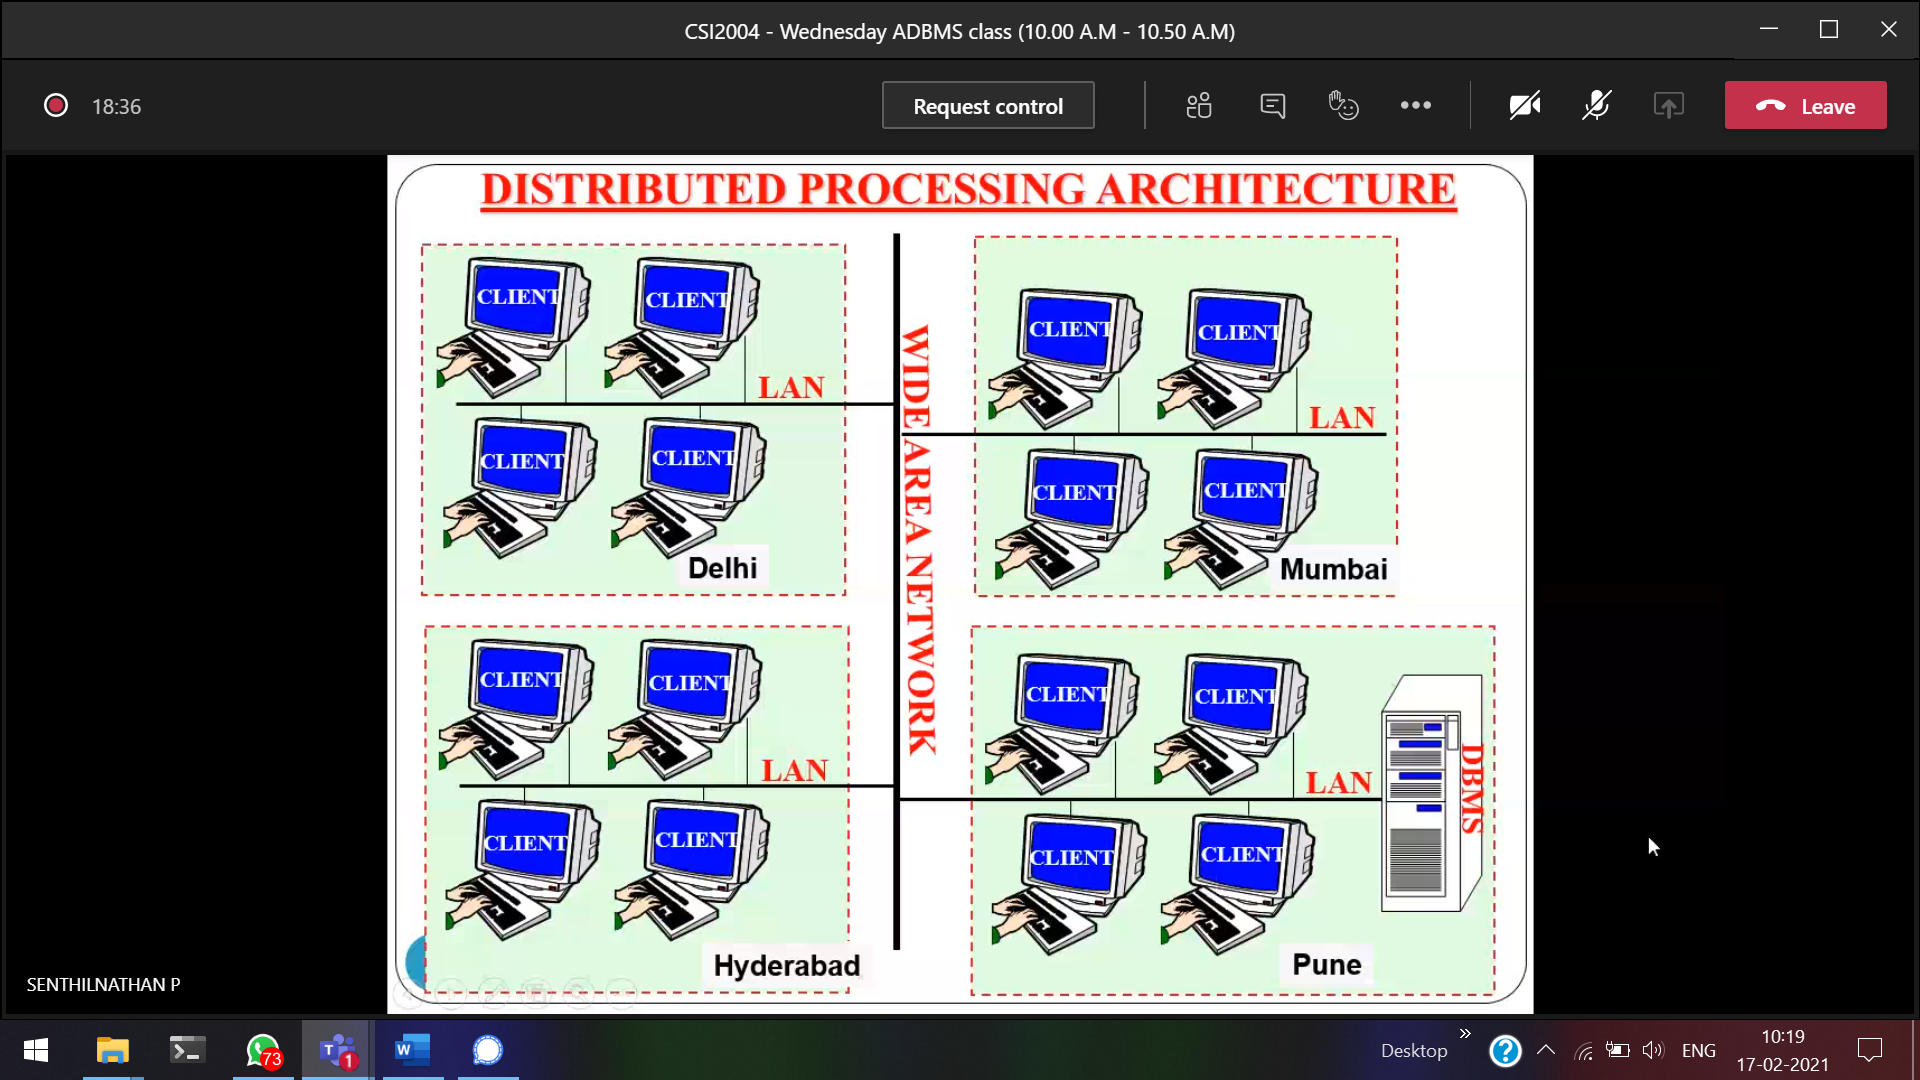 CSI2004 - Wednesday ADBMS class (10.00 A.M - 10.50 A.M)
18:36
Request control
Leave
DISTRIBUTED PROCESSING ARCHITECTURE
CLIENT
CLIENT
LAN
CLIENT
CLIENT
Delhi
WIDE AREA NETWORK
CLIENT
CLIENT
LAN
CLIENT
CLIENT
Mumbai
CLIENT
CLIENT
LAN
CLIENT
CLIENT
Hyderabad
CLIENT
CLIENT
LAN
DBMS
CLIENT
CLIENT
Pune
SENTHILNATHAN P
73
T
1
W
Desktop
»
?
ENG
10:19
17-02-2021